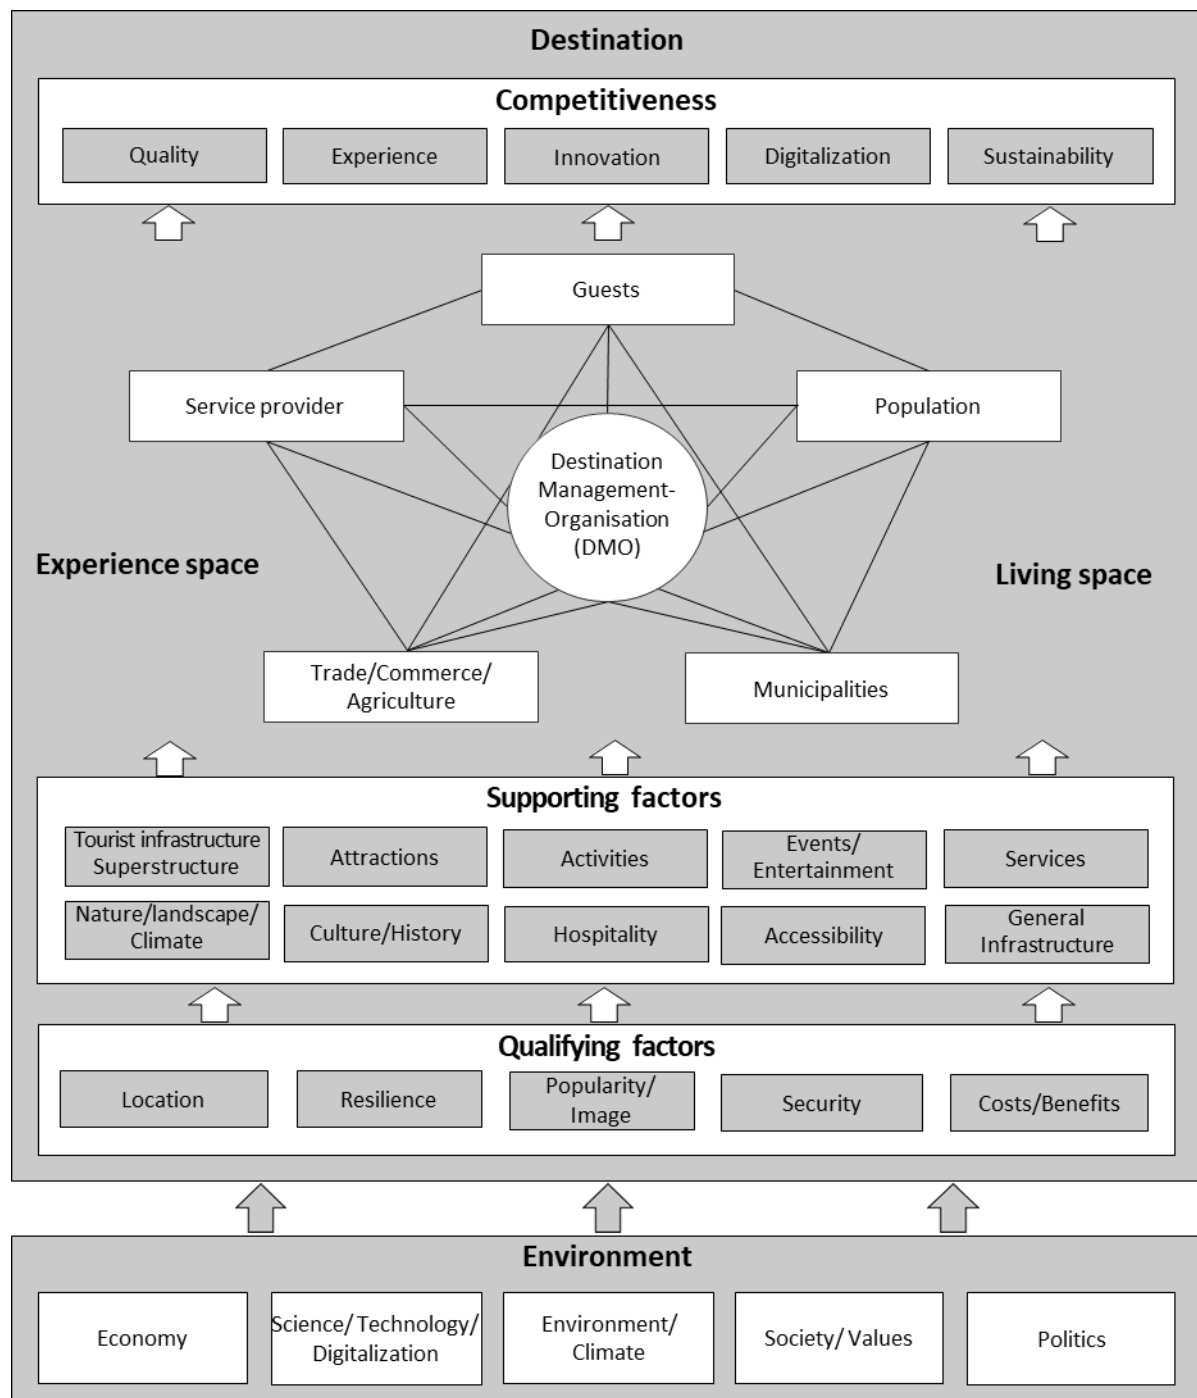 Destination
Competitiveness
Quality
Experience
Innovation
Digitalization
Sustainability
Guests
Service provider
Population
Destination
Management-
Organisation
(DMO)
Experience space
Living space
Trade/Commerce/
Agriculture
Municipalities
Supporting factors
Tourist infrastructure
Superstructure
Attractions
Activities
Events/
Entertainment
Services
Nature/landscape/
Climate
Culture/History
Hospitality
Accessibility
General
Infrastructure
Qualifying factors
Location
Resilience
Popularity/
Image
Security
Costs/Benefits
Environment
Economy
Science/ Technology/
Digitalization
Environment/
Climate
Society/ Values
Politics